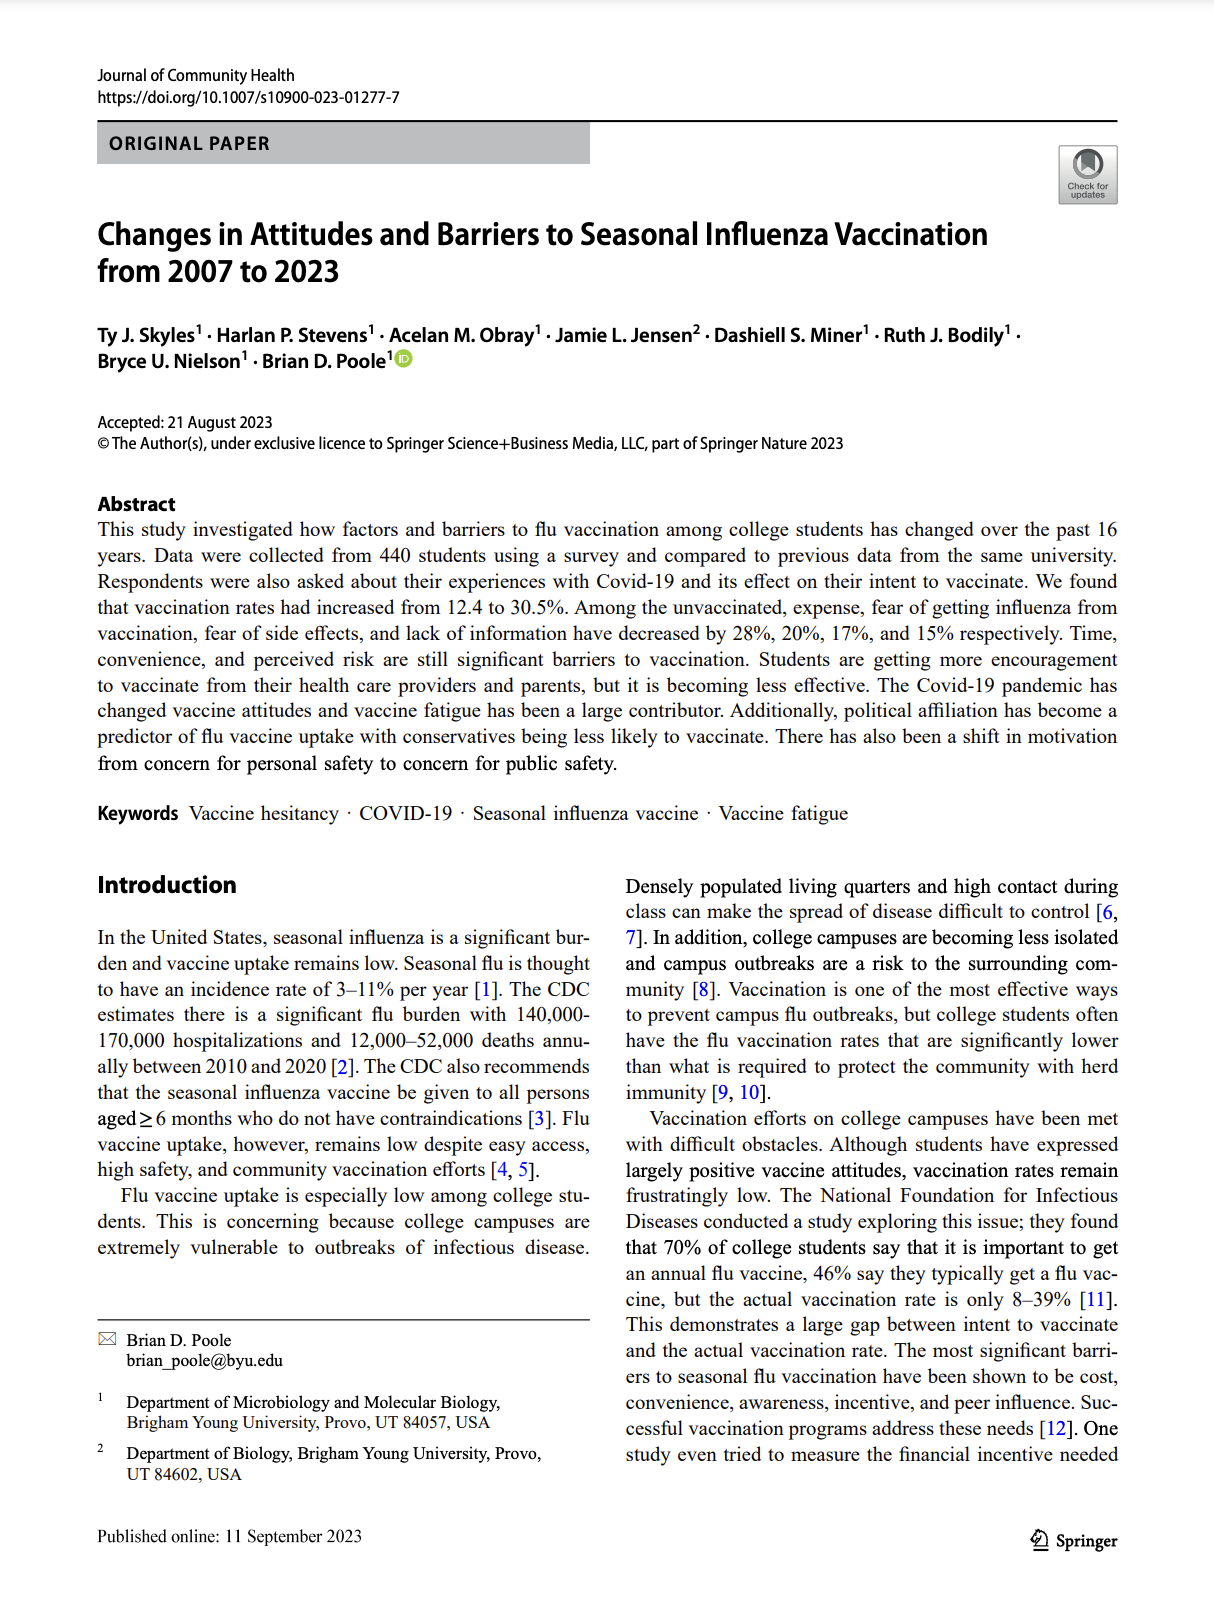 Journal of Community Health
https://doi.org/10.1007/s10900-023-01277-7
ORIGINAL PAPER
Check for
updates
Changes in Attitudes and Barriers to Seasonal Influenza Vaccination
from 2007 to 2023
Ty J. Skyles1 · Harlan P. Stevens1 · Acelan M. Obray1 · Jamie L. Jensen2 · Dashiell S. Miner1 · Ruth J. Bodily1 ·
Bryce U. Nielson1 · Brian D. Poole1 iD
Accepted: 21 August 2023
© The Author(s), under exclusive licence to Springer Science+Business Media, LLC, part of Springer Nature 2023
Abstract
This study investigated how factors and barriers to flu vaccination among college students has changed over the past 16
years. Data were collected from 440 students using a survey and compared to previous data from the same university.
Respondents were also asked about their experiences with Covid-19 and its effect on their intent to vaccinate. We found
that vaccination rates had increased from 12.4 to 30.5%. Among the unvaccinated, expense, fear of getting influenza from
vaccination, fear of side effects, and lack of information have decreased by 28%, 20%, 17%, and 15% respectively. Time,
convenience, and perceived risk are still significant barriers to vaccination. Students are getting more encouragement
to vaccinate from their health care providers and parents, but it is becoming less effective. The Covid-19 pandemic has
changed vaccine attitudes and vaccine fatigue has been a large contributor. Additionally, political affiliation has become a
predictor of flu vaccine uptake with conservatives being less likely to vaccinate. There has also been a shift in motivation
from concern for personal safety to concern for public safety.
Keywords Vaccine hesitancy · COVID-19 · Seasonal influenza vaccine · Vaccine fatigue
Introduction
In the United States, seasonal influenza is a significant bur-
den and vaccine uptake remains low. Seasonal flu is thought
to have an incidence rate of 3–11% per year [1]. The CDC
estimates there is a significant flu burden with 140,000-
170,000 hospitalizations and 12,000–52,000 deaths annu-
ally between 2010 and 2020 [2]. The CDC also recommends
that the seasonal influenza vaccine be given to all persons
aged ≥ 6 months who do not have contraindications [3]. Flu
vaccine uptake, however, remains low despite easy access,
high safety, and community vaccination efforts [4, 5].
Flu vaccine uptake is especially low among college stu-
dents. This is concerning because college campuses are
extremely vulnerable to outbreaks of infectious disease.
Densely populated living quarters and high contact during
class can make the spread of disease difficult to control [6,
7]. In addition, college campuses are becoming less isolated
and campus outbreaks are a risk to the surrounding com-
munity [8]. Vaccination is one of the most effective ways
to prevent campus flu outbreaks, but college students often
have the flu vaccination rates that are significantly lower
than what is required to protect the community with herd
immunity [9, 10].
Vaccination efforts on college campuses have been met
with difficult obstacles. Although students have expressed
largely positive vaccine attitudes, vaccination rates remain
frustratingly low. The National Foundation for Infectious
Diseases conducted a study exploring this issue; they found
that 70% of college students say that it is important to get
an annual flu vaccine, 46% say they typically get a flu vac-
cine, but the actual vaccination rate is only 8–39% [11].
This demonstrates a large gap between intent to vaccinate
and the actual vaccination rate. The most significant barri-
ers to seasonal flu vaccination have been shown to be cost,
convenience, awareness, incentive, and peer influence. Suc-
cessful vaccination programs address these needs [12]. One
study even tried to measure the financial incentive needed
Brian D. Poole
brian_poole@byu.edu
1 Department of Microbiology and Molecular Biology,
Brigham Young University, Provo, UT 84057, USA
2 Department of Biology, Brigham Young University, Provo,
UT 84602, USA
Published online: 11 September 2023
Springer